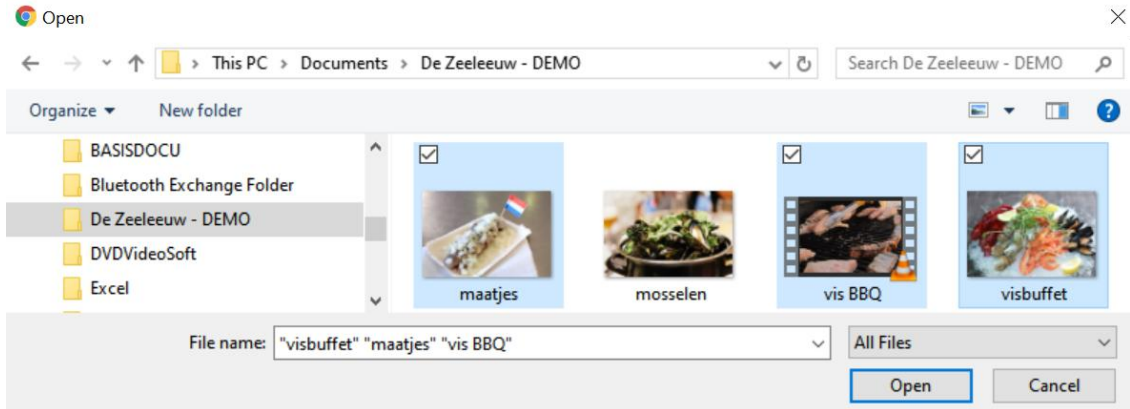 Open
This PC > Documents > De Zeeleeuw - DEMO
Search De Zeeleeuw - DEMO
Organize
New folder
BASISDOCU
Bluetooth Exchange Folder
De Zeeleeuw - DEMO
DVDVideoSoft
Excel
maatjes
mosselen
vis BBQ
visbuffet
File name: "visbuffet" "maatjes" "vis BBQ"
All Files
Open
Cancel